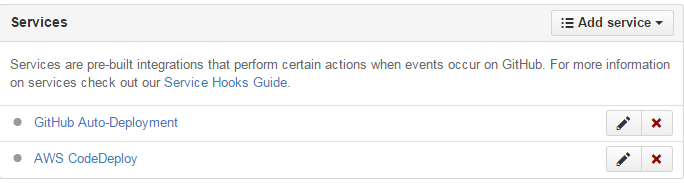 Services
Add service
Services are pre-built integrations that perform certain actions when events occur on GitHub. For more information
on services check out our Service Hooks Guide.
GitHub Auto-Deployment
AWS CodeDeploy